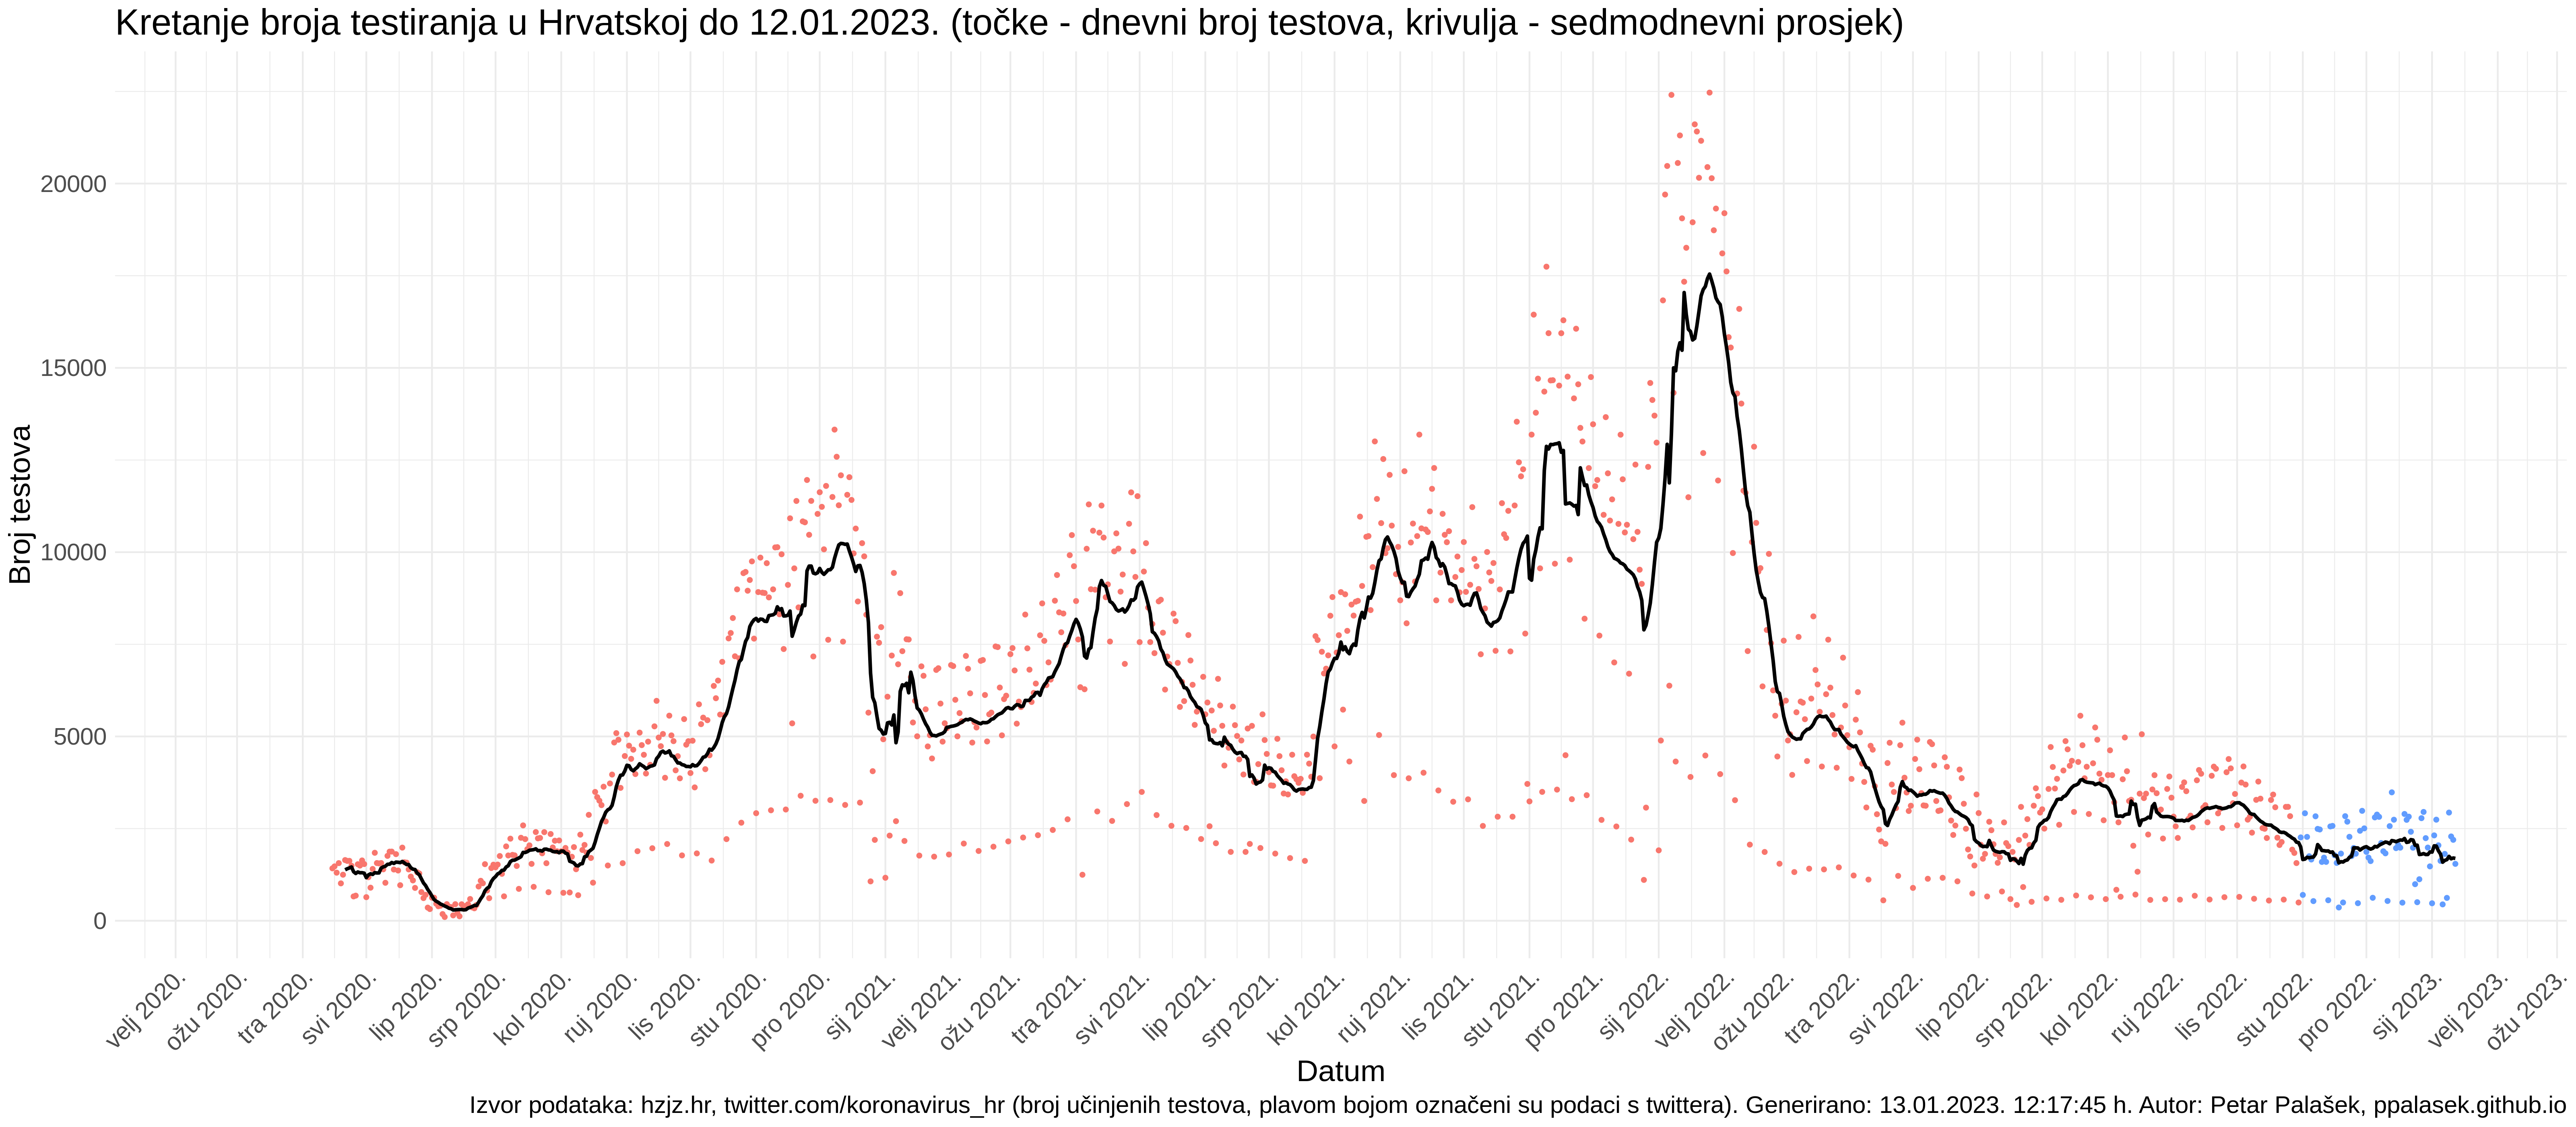 Kretanje broja testiranja u Hrvatskoj do 12.01.2023. (točke - dnevni broj testova, krivulja - sedmodnevni prosjek)
Broj testova
20000
15000
10000
5000
0
velj 2020.
ožu 2020.
tra 2020.
svi 2020.
lip 2020.
srp 2020.
kol 2020.
ruj 2020.
lis 2020.
stu 2020.
pro 2020.
sij 2021.
velj 2021.
ožu 2021.
tra 2021.
svi 2021.
lip 2021.
srp 2021.
kol 2021.
ruj 2021.
lis 2021.
stu 2021.
pro 2021.
sij 2022.
velj 2022.
ožu 2022.
tra 2022.
svi 2022.
lip 2022.
srp 2022.
kol 2022.
ruj 2022.
lis 2022.
stu 2022.
pro 2022.
sij 2023.
velj 2023.
ožu 2023.
Datum
Izvor podataka: hzjz.hr, twitter.com/koronavirus_hr (broj učinjenih testova, plavom bojom označeni su podaci s twittera). Generirano: 13.01.2023. 12:17:45 h. Autor: Petar Palašek, ppalasek.github.io